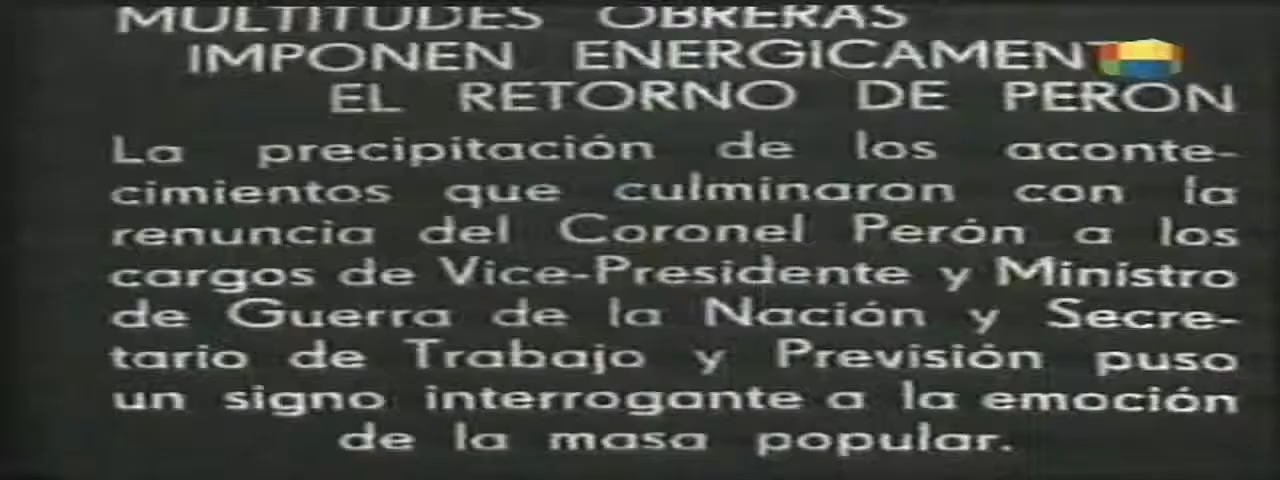 MULTITUDES OBRERAS
IMPONEN ENERGICAMEN
EL RETORNO DE PERON
La precipitación de los aconte-
cimientos que culminaron con la
renuncia del Coronel Perón a los
cargos de Vice-Presidente y Ministro
de Guerra de la Nación y Secre-
tario de Trabajo y Previsión puso
un signo interrogante a la emoción
de la masa popular.